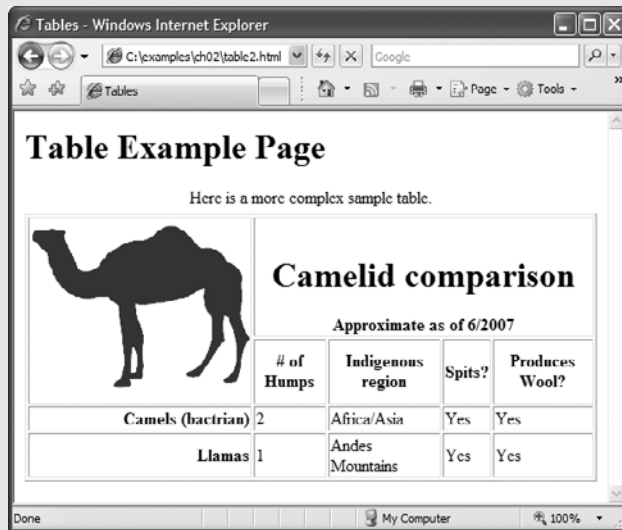 Tables - Windows Internet Explorer
C:\examples\ch02\table2.html
Google
Tables
Page
Tools
»
Table Example Page
Here is a more complex sample table.
Camelid comparison
Approximate as of 6/2007
# of Humps
Indigenous region
Spits?
Produces Wool?
Camels (bactrian) 2 Africa/Asia Yes Yes
Llamas 1 Andes Mountains Yes Yes
Done
My Computer
100%